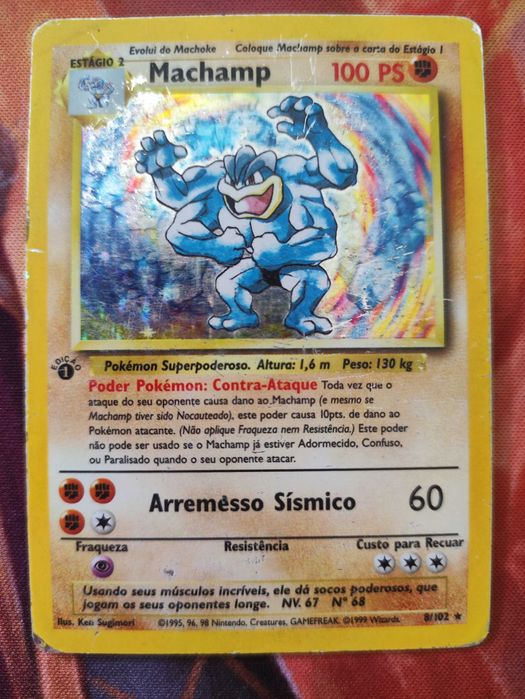 Evolui do Machoke Coloque Machamp sobre a carta do Estágio 1
ESTÁGIO 2
Machamp 100 PS
EDIÇÃO
1
Pokémon Superpoderoso. Altura: 1,6 m Peso: 130 kg
Poder Pokémon: Contra-Ataque Toda vez que o
ataque do seu oponente causa dano ao Machamp (e mesmo se
Machamp tiver sido Nocauteado), este poder causa 10pts. de dano ao
Pokémon atacante. (Não aplique Fraqueza nem Resistência.) Este poder
não pode ser usado se o Machamp já estiver Adormecido, Confuso,
ou Paralisado quando o seu oponente atacar.
Arremesso Sísmico 60
Fraqueza Resistência Custo para Recuar
Usando seus músculos incríveis, ele dá socos poderosos, que
jogam os seus oponentes longe. NV. 67 Nº 68
Ilus. Ken Sugimori ©1995, 96, 98 Nintendo, Creatures, GAMEFREAK. ©1999 Wizards. 8/102 ★